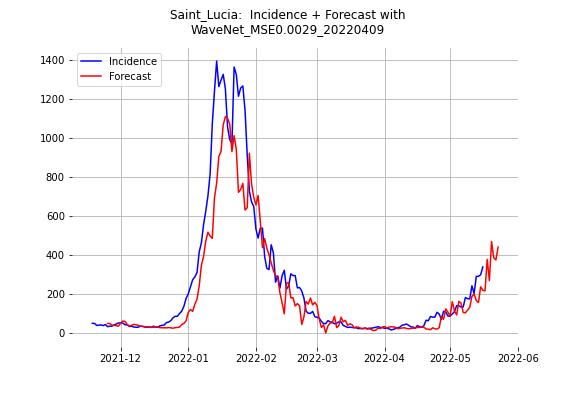 Saint_Lucia:  Incidence + Forecast with
WaveNet_MSE0.0029_20220409
Incidence
Forecast
1400
1200
1000
800
600
400
200
0
2021-12 2022-01 2022-02 2022-03 2022-04 2022-05 2022-06